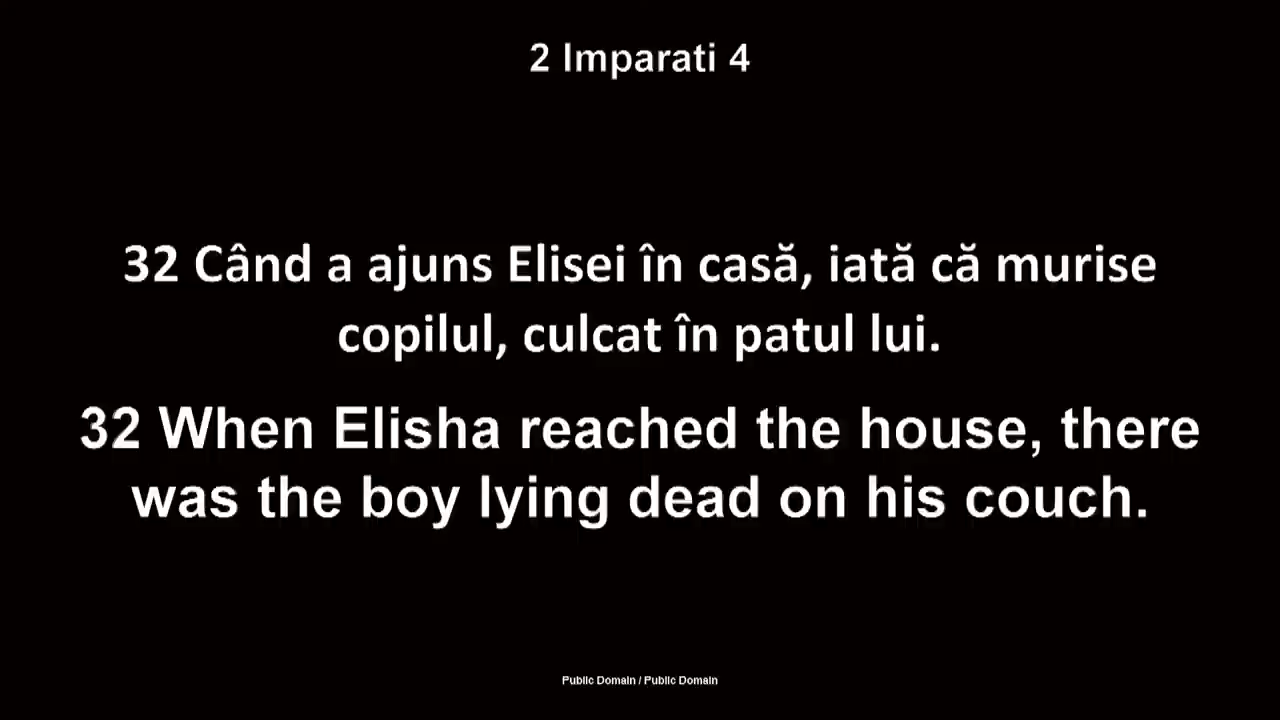 2 Imparati 4
32 Când a ajuns Elisei în casă, iată că murise
copilul, culcat în patul lui.
32 When Elisha reached the house, there
was the boy lying dead on his couch.
Public Domain / Public Domain